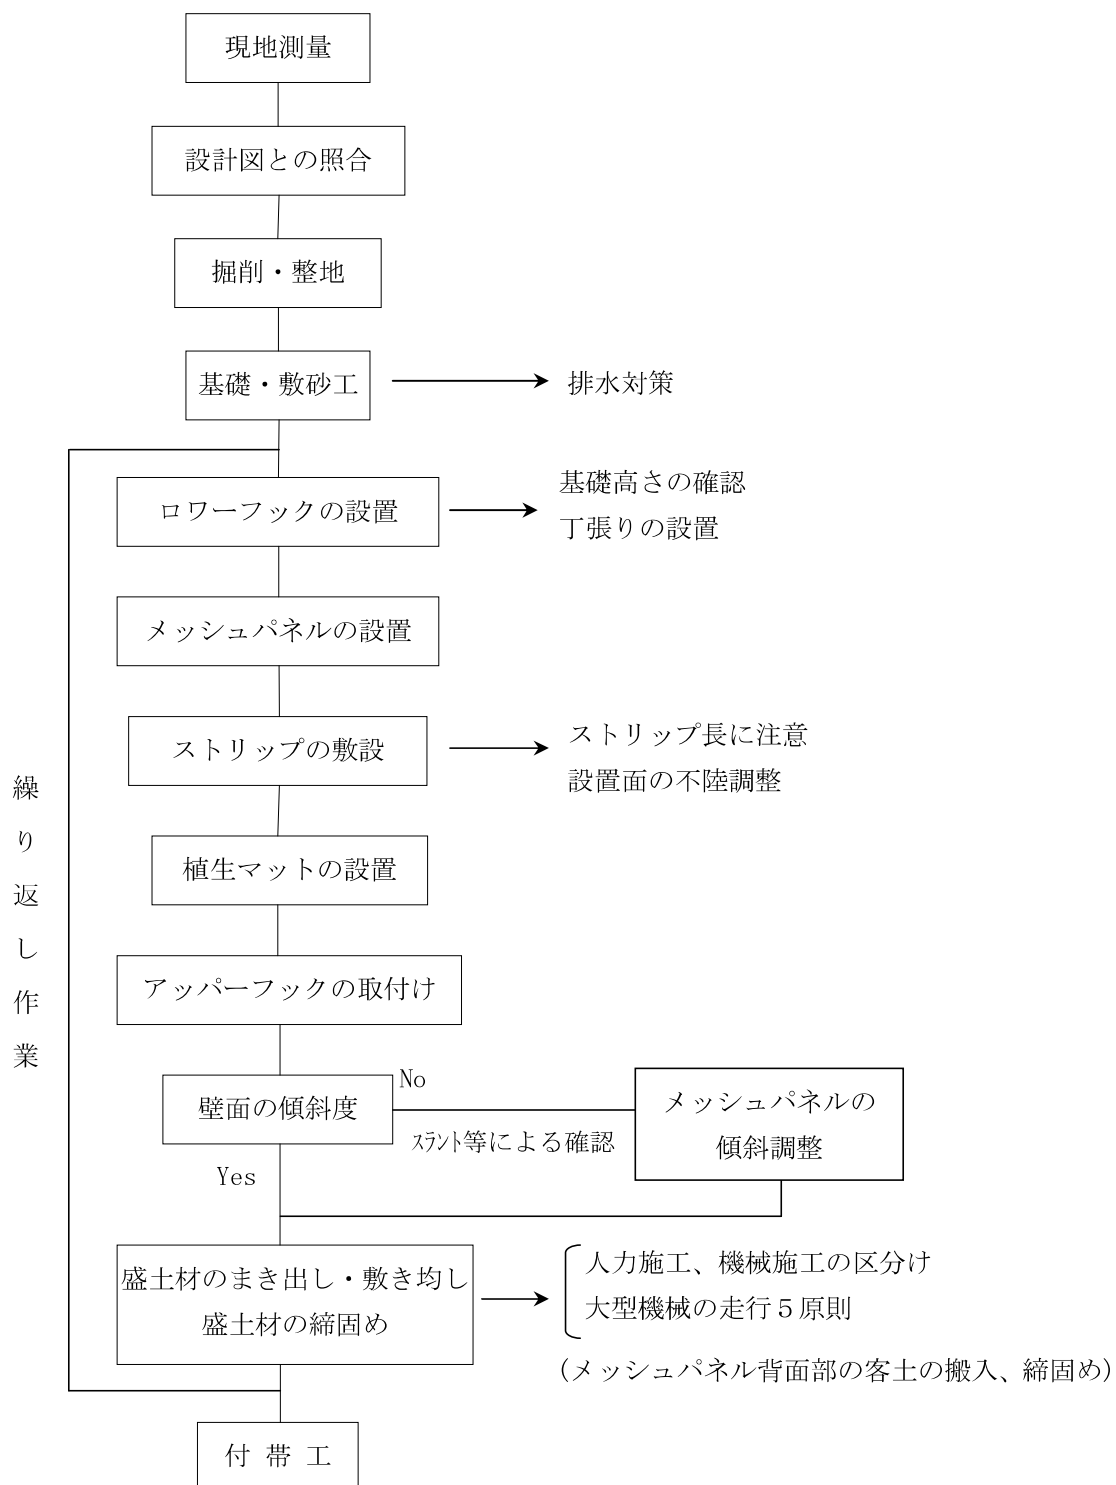 現地測量
設計図との照合
掘削・整地
基礎・敷砂工
排水対策
ロワーフックの設置
基礎高さの確認
丁張りの設置
メッシュパネルの設置
ストリップの敷設
ストリップ長に注意
設置面の不陸調整
繰り返し作業
植生マットの設置
アッパーフックの取付け
壁面の傾斜度
No
スラント等による確認
メッシュパネルの
傾斜調整
Yes
盛土材のまき出し・敷き均し
盛土材の締固め
人力施工、機械施工の区分け
大型機械の走行５原則
(メッシュパネル背面部の客土の搬入、締固め)
付 帯 工